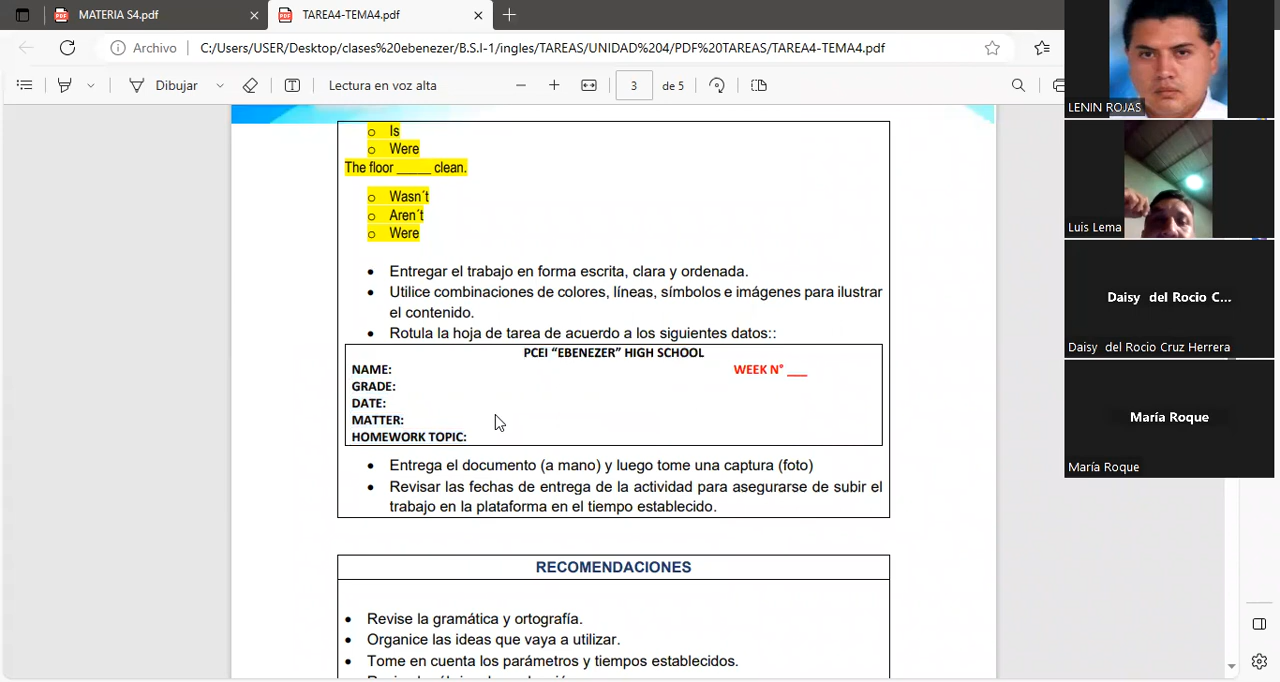 MATERIA S4.pdf
TAREA4-TEMA4.pdf
Archivo
C:/Users/USER/Desktop/clases%20ebenezer/B.S.I-1/ingles/TAREAS/UNIDAD%204/PDF%20TAREAS/TAREA4-TEMA4.pdf
Dibujar
Lectura en voz alta
3
de 5
Is
Were
The floor _____ clean.
Wasn´t
Aren´t
Were
Entregar el trabajo en forma escrita, clara y ordenada.
Utilice combinaciones de colores, líneas, símbolos e imágenes para ilustrar
el contenido.
Rotula la hoja de tarea de acuerdo a los siguientes datos::
PCEI “EBENEZER” HIGH SCHOOL
NAME:
WEEK N° ___
GRADE:
DATE:
MATTER:
HOMEWORK TOPIC:
Entrega el documento (a mano) y luego tome una captura (foto)
Revisar las fechas de entrega de la actividad para asegurarse de subir el
trabajo en la plataforma en el tiempo establecido.
RECOMENDACIONES
Revise la gramática y ortografía.
Organice las ideas que vaya a utilizar.
Tome en cuenta los parámetros y tiempos establecidos.
LENIN ROJAS
Luis Lema
Daisy del Rocio C...
Daisy del Rocio Cruz Herrera
María Roque
María Roque